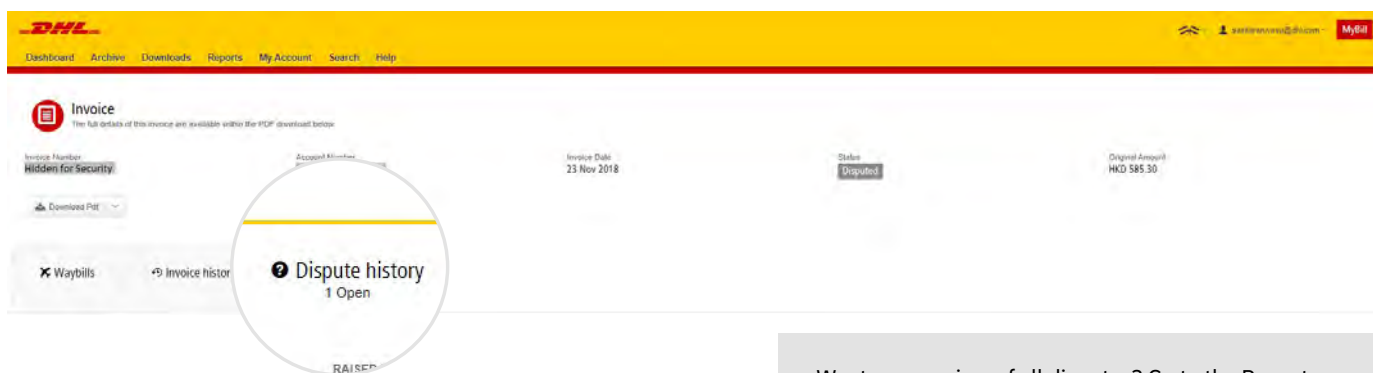 DHL
MyBill
Dashboard Archive Downloads Reports My Account Search Help
Invoice
The full details of this invoice are available within the PDF download below
Invoice Number
Account Number
Invoice Date
Status
Original Amount
Hidden for Security
23 Nov 2018
Disputed
HKD 585.30
Download Pdf
Waybills
Invoice histor
Dispute history
1 Open
RAISED